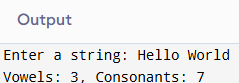 Output
Enter a string: Hello World
Vowels: 3, Consonants: 7